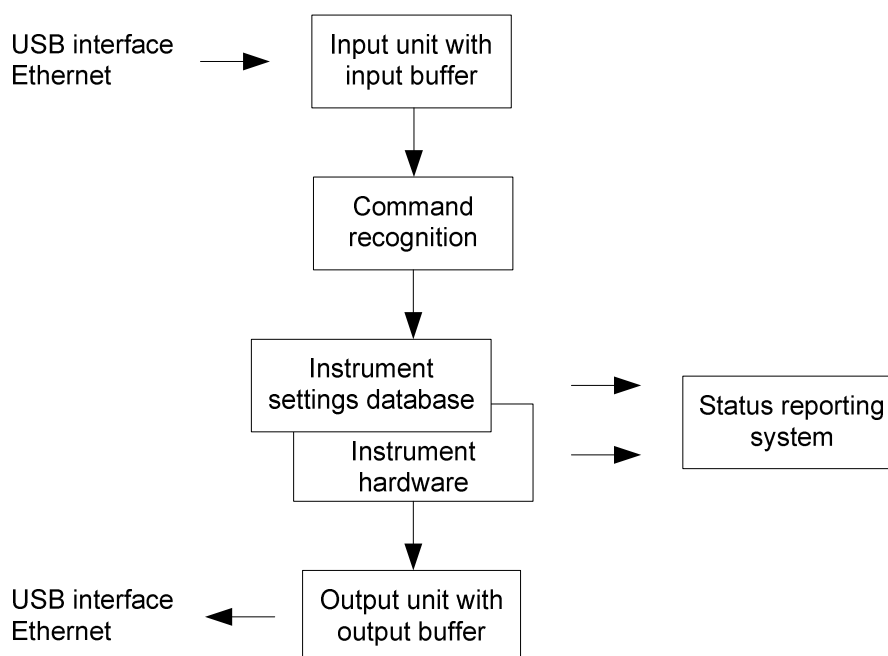 USB interface
Ethernet
Input unit with
input buffer
Command
recognition
Instrument
settings database
Instrument
hardware
Status reporting
system
USB interface
Ethernet
Output unit with
output buffer